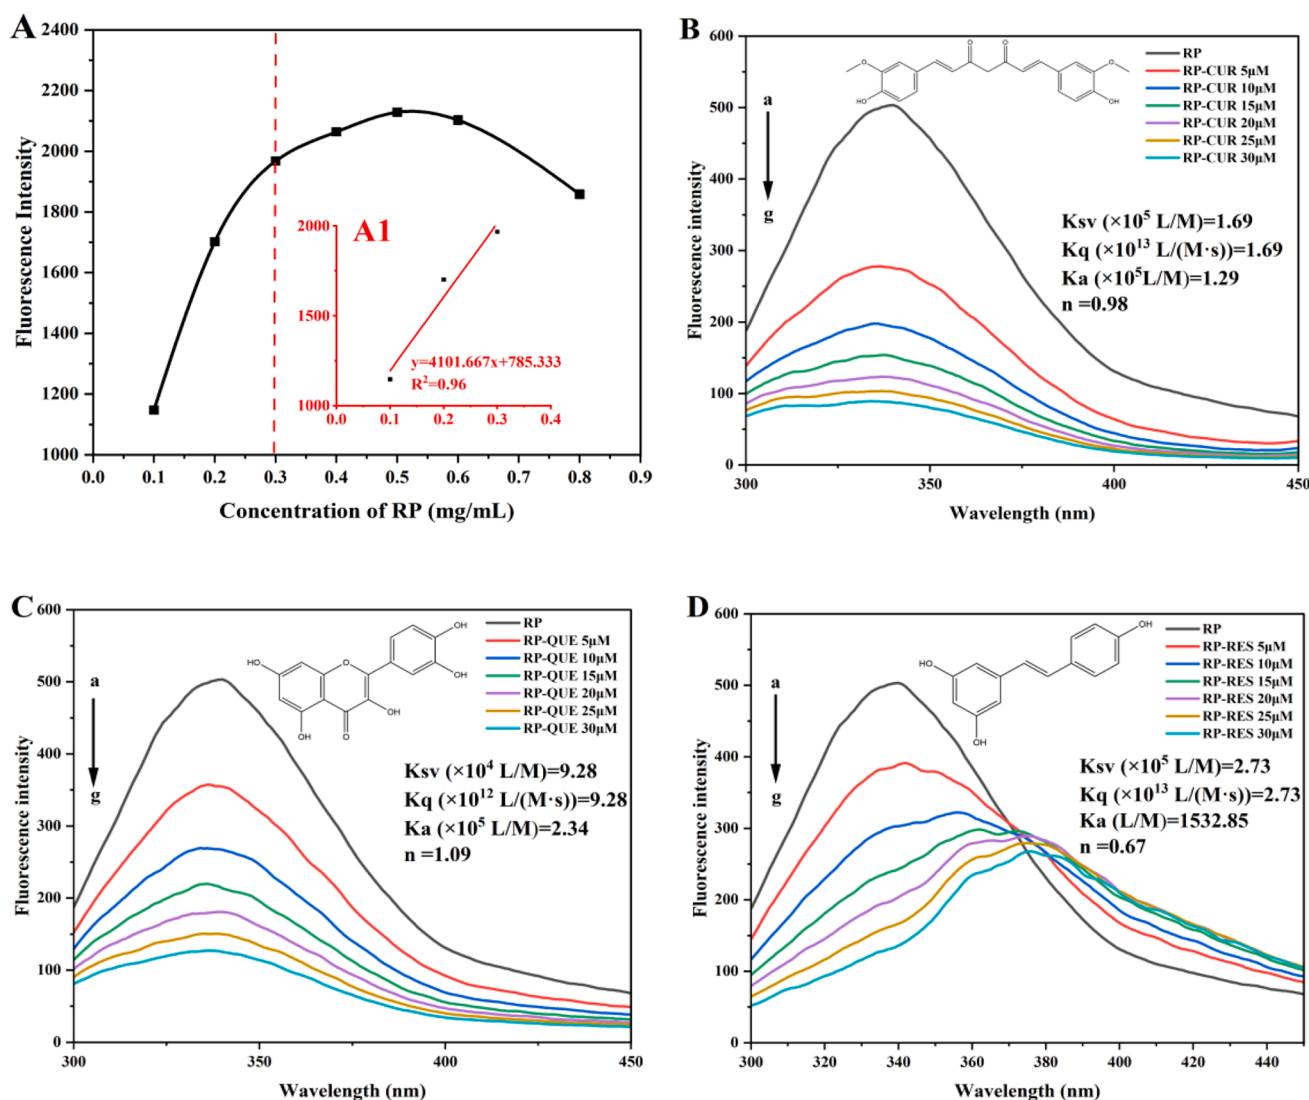 A
2400
2200
2000
1800
1600
1400
1200
1000
Fluorescence Intensity
0.0 0.1 0.2 0.3 0.4 0.5 0.6 0.7 0.8 0.9
Concentration of RP (mg/mL)
A1
2000
1500
1000
y=4101.667x+785.333
R²=0.96
0.0 0.1 0.2 0.3 0.4
B
600
500
400
300
200
100
0
Fluorescence intensity
300 350 400 450
Wavelength (nm)
a
g
O O
O O
HO OH
RP
RP-CUR 5μM
RP-CUR 10μM
RP-CUR 15μM
RP-CUR 20μM
RP-CUR 25μM
RP-CUR 30μM
Ksv (×10⁵ L/M)=1.69
Kq (×10¹³ L/(M·s))=1.69
Ka (×10⁵L/M)=1.29
n =0.98
C
600
500
400
300
200
100
0
Fluorescence intensity
300 350 400 450
Wavelength (nm)
a
g
OH
HO O OH
OH
OH O
RP
RP-QUE 5μM
RP-QUE 10μM
RP-QUE 15μM
RP-QUE 20μM
RP-QUE 25μM
RP-QUE 30μM
Ksv (×10⁴ L/M)=9.28
Kq (×10¹² L/(M·s))=9.28
Ka (×10⁵ L/M)=2.34
n =1.09
D
600
500
400
300
200
100
0
Fluorescence intensity
300 320 340 360 380 400 420 440
Wavelength (nm)
a
g
OH
HO
OH
RP
RP-RES 5μM
RP-RES 10μM
RP-RES 15μM
RP-RES 20μM
RP-RES 25μM
RP-RES 30μM
Ksv (×10⁵ L/M)=2.73
Kq (×10¹³ L/(M·s))=2.73
Ka (L/M)=1532.85
n =0.67